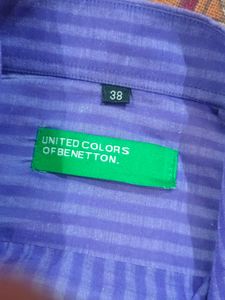 38
UNITED COLORS
OF BENETTON.